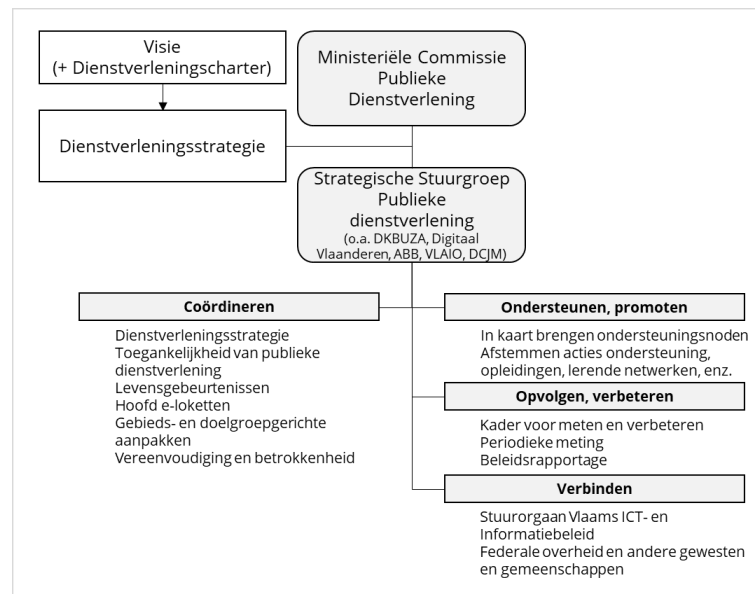 Visie
(+ Dienstverleningscharter)
Dienstverleningsstrategie
Ministeriële Commissie
Publieke
Dienstverlening
Strategische Stuurgroep
Publieke
dienstverlening
(o.a. DKBUZA, Digitaal
Vlaanderen, ABB, VLAIO, DCJM)
Coördineren
Dienstverleningsstrategie
Toegankelijkheid van publieke
dienstverlening
Levensgebeurtenissen
Hoofd e-loketten
Gebieds- en doelgroepgerichte
aanpakken
Vereenvoudiging en betrokkenheid
Ondersteunen, promoten
In kaart brengen ondersteuningsnoden
Afstemmen acties ondersteuning,
opleidingen, lerende netwerken, enz.
Opvolgen, verbeteren
Kader voor meten en verbeteren
Periodieke meting
Beleidsrapportage
Verbinden
Stuurorgaan Vlaams ICT- en
Informatiebeleid
Federale overheid en andere gewesten
en gemeenschappen